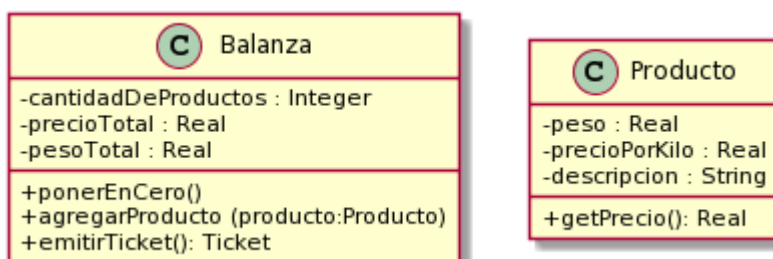 C Balanza
-cantidadDeProductos : Integer
-precioTotal : Real
-pesoTotal : Real
+ponerEnCero()
+agregarProducto (producto:Producto)
+emitirTicket(): Ticket
C Producto
-peso : Real
-precioPorKilo : Real
-descripcion : String
+getPrecio(): Real